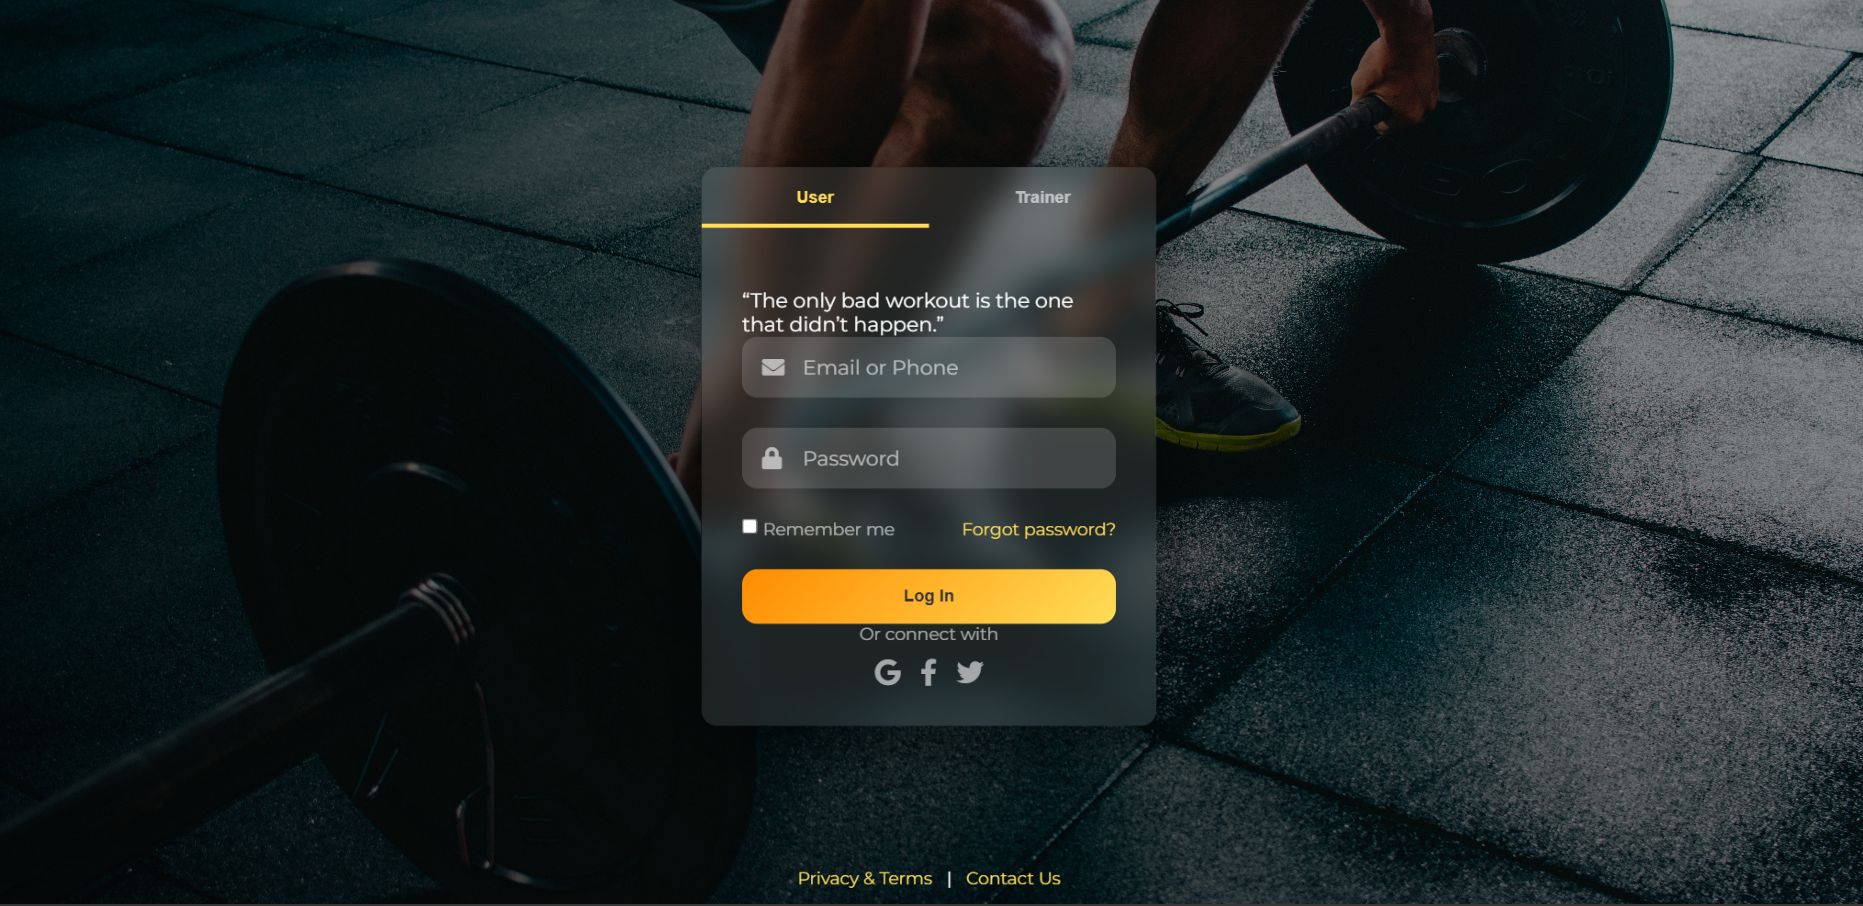 User
Trainer
“The only bad workout is the one
that didn’t happen.”
Email or Phone
Password
Remember me
Forgot password?
Log In
Or connect with
Privacy & Terms | Contact Us